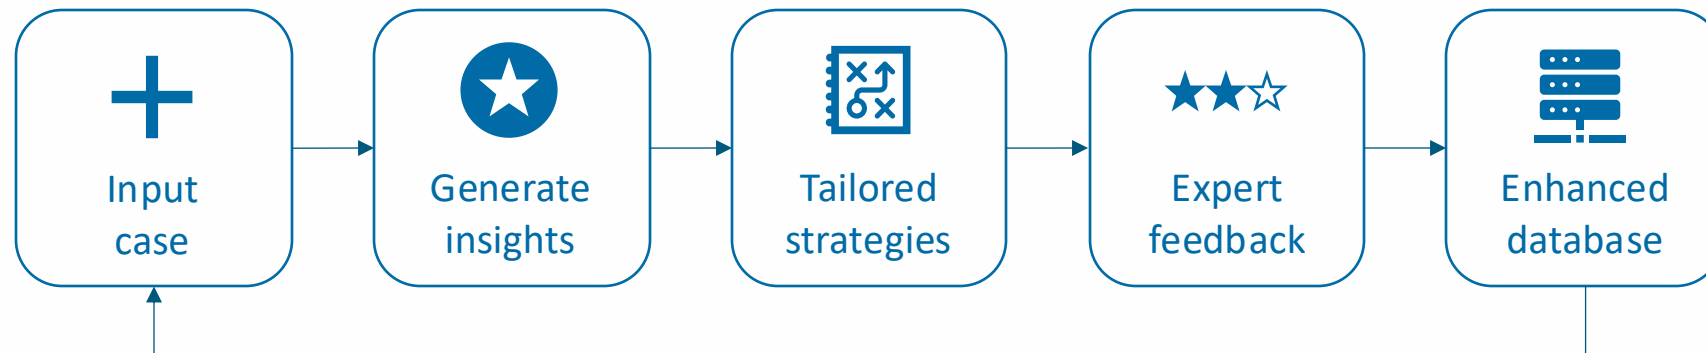 Input
case
Generate
insights
Tailored
strategies
Expert
feedback
Enhanced
database